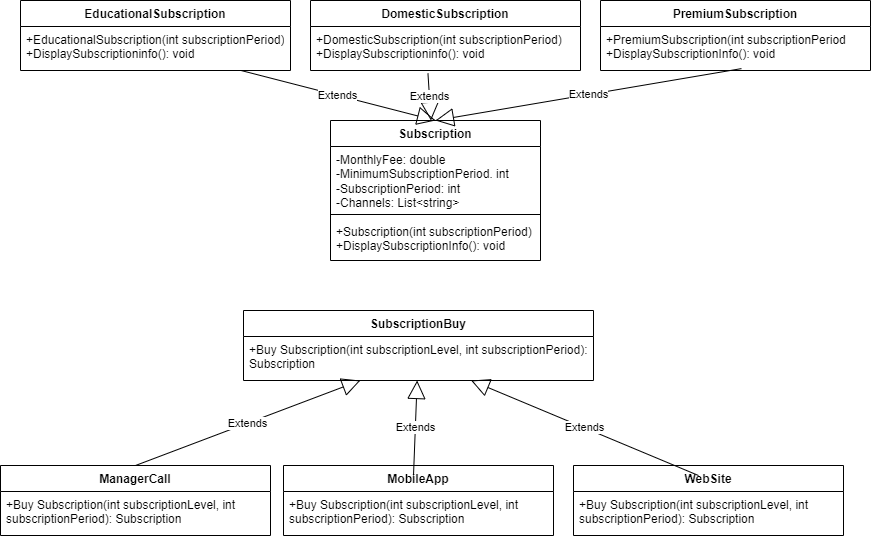 EducationalSubscription
+EducationalSubscription(int subscriptionPeriod)
+DisplaySubscriptioninfo(): void
DomesticSubscription
+DomesticSubscription(int subscriptionPeriod)
+DisplaySubscriptioninfo(): void
PremiumSubscription
+PremiumSubscription(int subscriptionPeriod
+DisplaySubscriptionInfo(): void
Extends
Extends
Extends
Subscription
-MonthlyFee: double
-MinimumSubscriptionPeriod. int
-SubscriptionPeriod: int
-Channels: List<string>
+Subscription(int subscriptionPeriod)
+DisplaySubscriptionInfo(): void
SubscriptionBuy
+Buy Subscription(int subscriptionLevel, int subscriptionPeriod):
Subscription
Extends
Extends
Extends
ManagerCall
+Buy Subscription(int subscriptionLevel, int
subscriptionPeriod): Subscription
MobileApp
+Buy Subscription(int subscriptionLevel, int
subscriptionPeriod): Subscription
WebSite
+Buy Subscription(int subscriptionLevel, int
subscriptionPeriod): Subscription